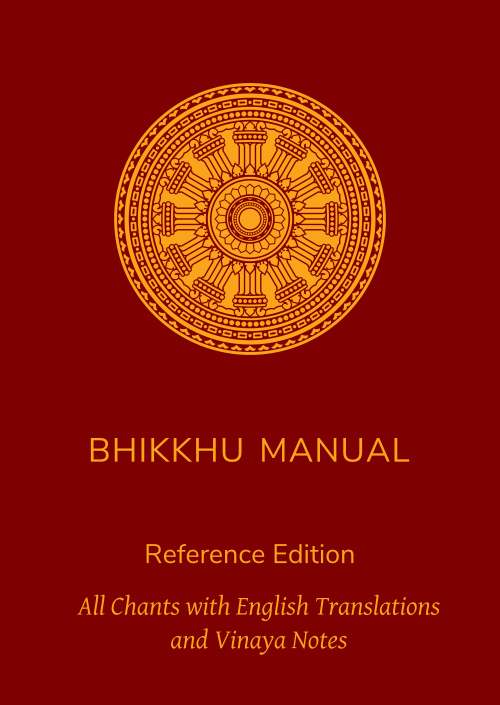 BHIKKHU MANUAL
Reference Edition
All Chants with English Translations
and Vinaya Notes